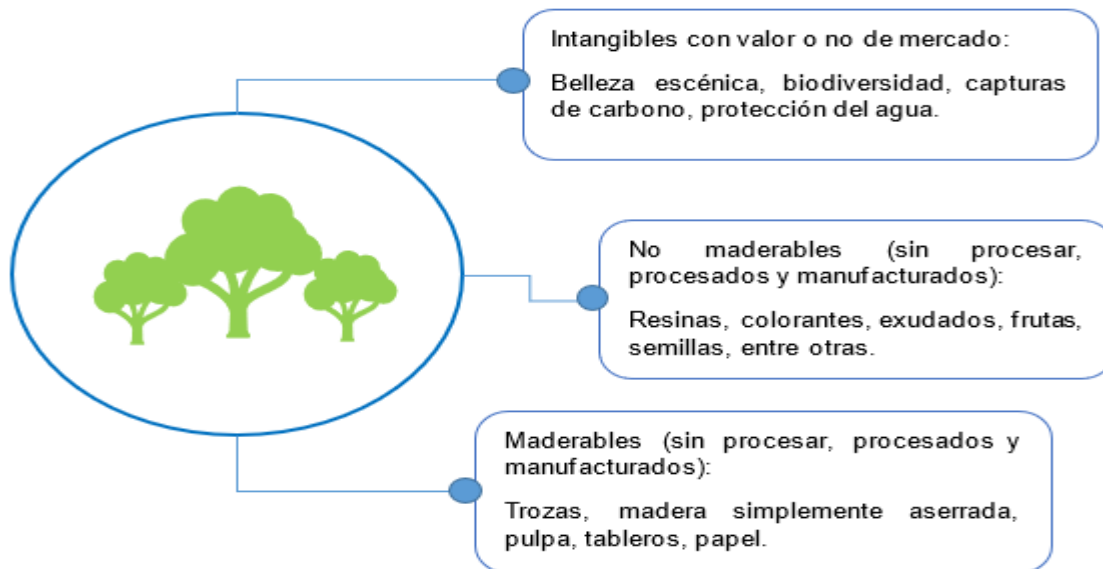 Intangibles con valor o no de mercado:
Belleza escénica, biodiversidad, capturas
de carbono, protección del agua.
No maderables (sin procesar,
procesados y manufacturados):
Resinas, colorantes, exudados, frutas,
semillas, entre otras.
Maderables (sin procesar, procesados y
manufacturados):
Trozas, madera simplemente aserrada,
pulpa, tableros, papel.